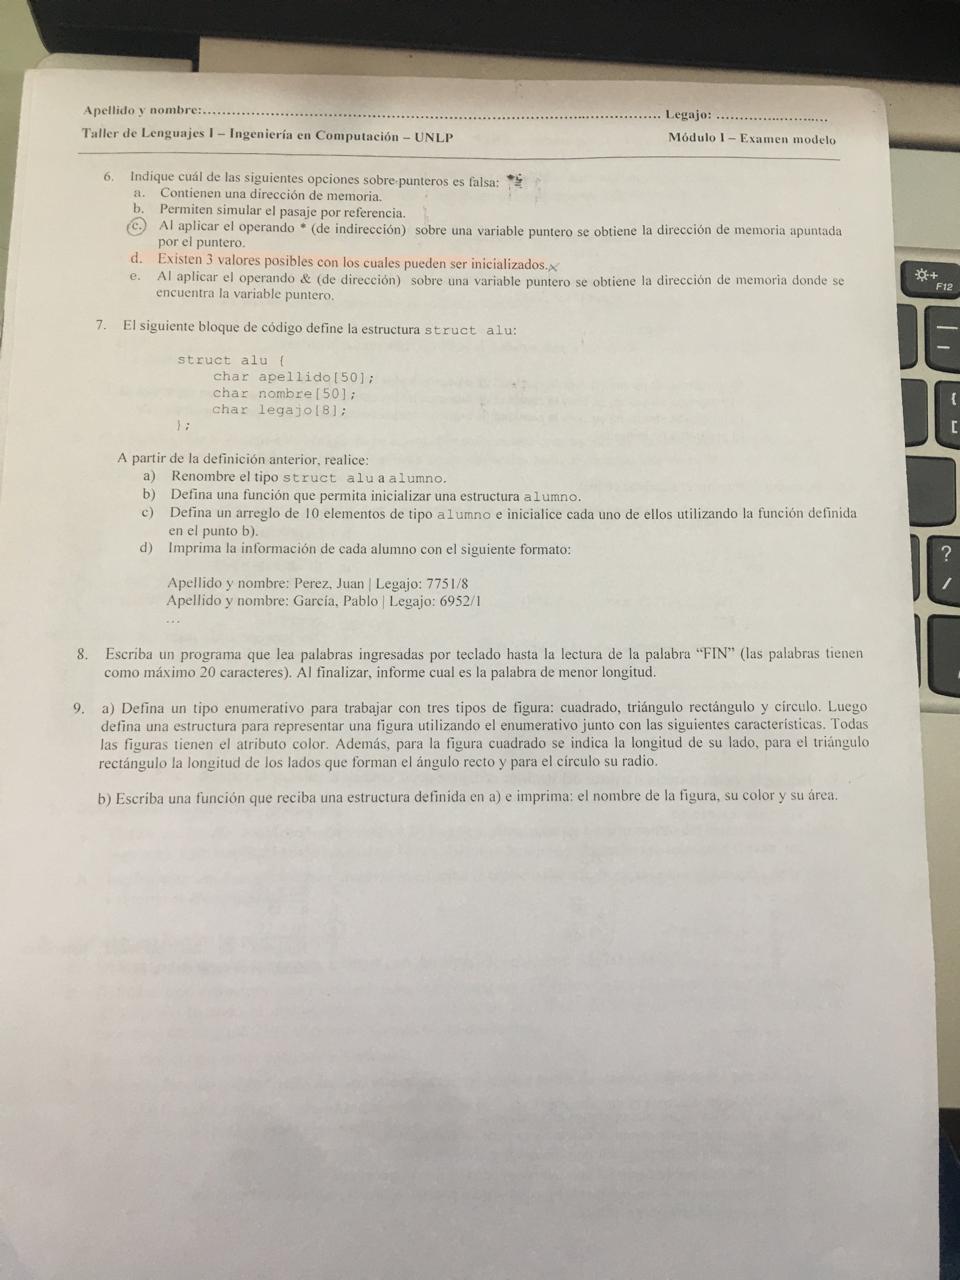 Apellido y nombre:.......................................................................................... Legajo: ...........................
Taller de Lenguajes I – Ingeniería en Computación – UNLP Módulo 1 – Examen modelo
6. Indique cuál de las siguientes opciones sobre punteros es falsa:
a. Contienen una dirección de memoria.
b. Permiten simular el pasaje por referencia.
c. Al aplicar el operando * (de indirección) sobre una variable puntero se obtiene la dirección de memoria apuntada
por el puntero.
d. Existen 3 valores posibles con los cuales pueden ser inicializados.
e. Al aplicar el operando & (de dirección) sobre una variable puntero se obtiene la dirección de memoria donde se
encuentra la variable puntero.
7. El siguiente bloque de código define la estructura struct alu:
struct alu {
char apellido[50];
char nombre[50];
char legajo[8];
};
A partir de la definición anterior, realice:
a) Renombre el tipo struct alu a alumno.
b) Defina una función que permita inicializar una estructura alumno.
c) Defina un arreglo de 10 elementos de tipo alumno e inicialice cada uno de ellos utilizando la función definida
en el punto b).
d) Imprima la información de cada alumno con el siguiente formato:
Apellido y nombre: Perez, Juan | Legajo: 7751/8
Apellido y nombre: García, Pablo | Legajo: 6952/1
...
8. Escriba un programa que lea palabras ingresadas por teclado hasta la lectura de la palabra “FIN” (las palabras tienen
como máximo 20 caracteres). Al finalizar, informe cual es la palabra de menor longitud.
9. a) Defina un tipo enumerativo para trabajar con tres tipos de figura: cuadrado, triángulo rectángulo y círculo. Luego
defina una estructura para representar una figura utilizando el enumerativo junto con las siguientes características. Todas
las figuras tienen el atributo color. Además, para la figura cuadrado se indica la longitud de su lado, para el triángulo
rectángulo la longitud de los lados que forman el ángulo recto y para el círculo su radio.
b) Escriba una función que reciba una estructura definida en a) e imprima: el nombre de la figura, su color y su área.
F12
{
[
?
/